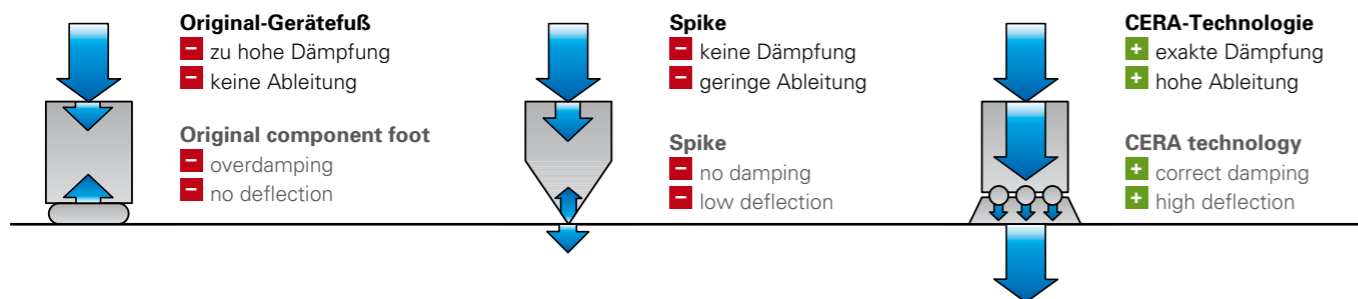 Original-Gerätefuß
− zu hohe Dämpfung
− keine Ableitung
Original component foot
− overdamping
− no deflection
Spike
− keine Dämpfung
− geringe Ableitung
Spike
− no damping
− low deflection
CERA-Technologie
+ exakte Dämpfung
+ hohe Ableitung
CERA technology
+ correct damping
+ high deflection